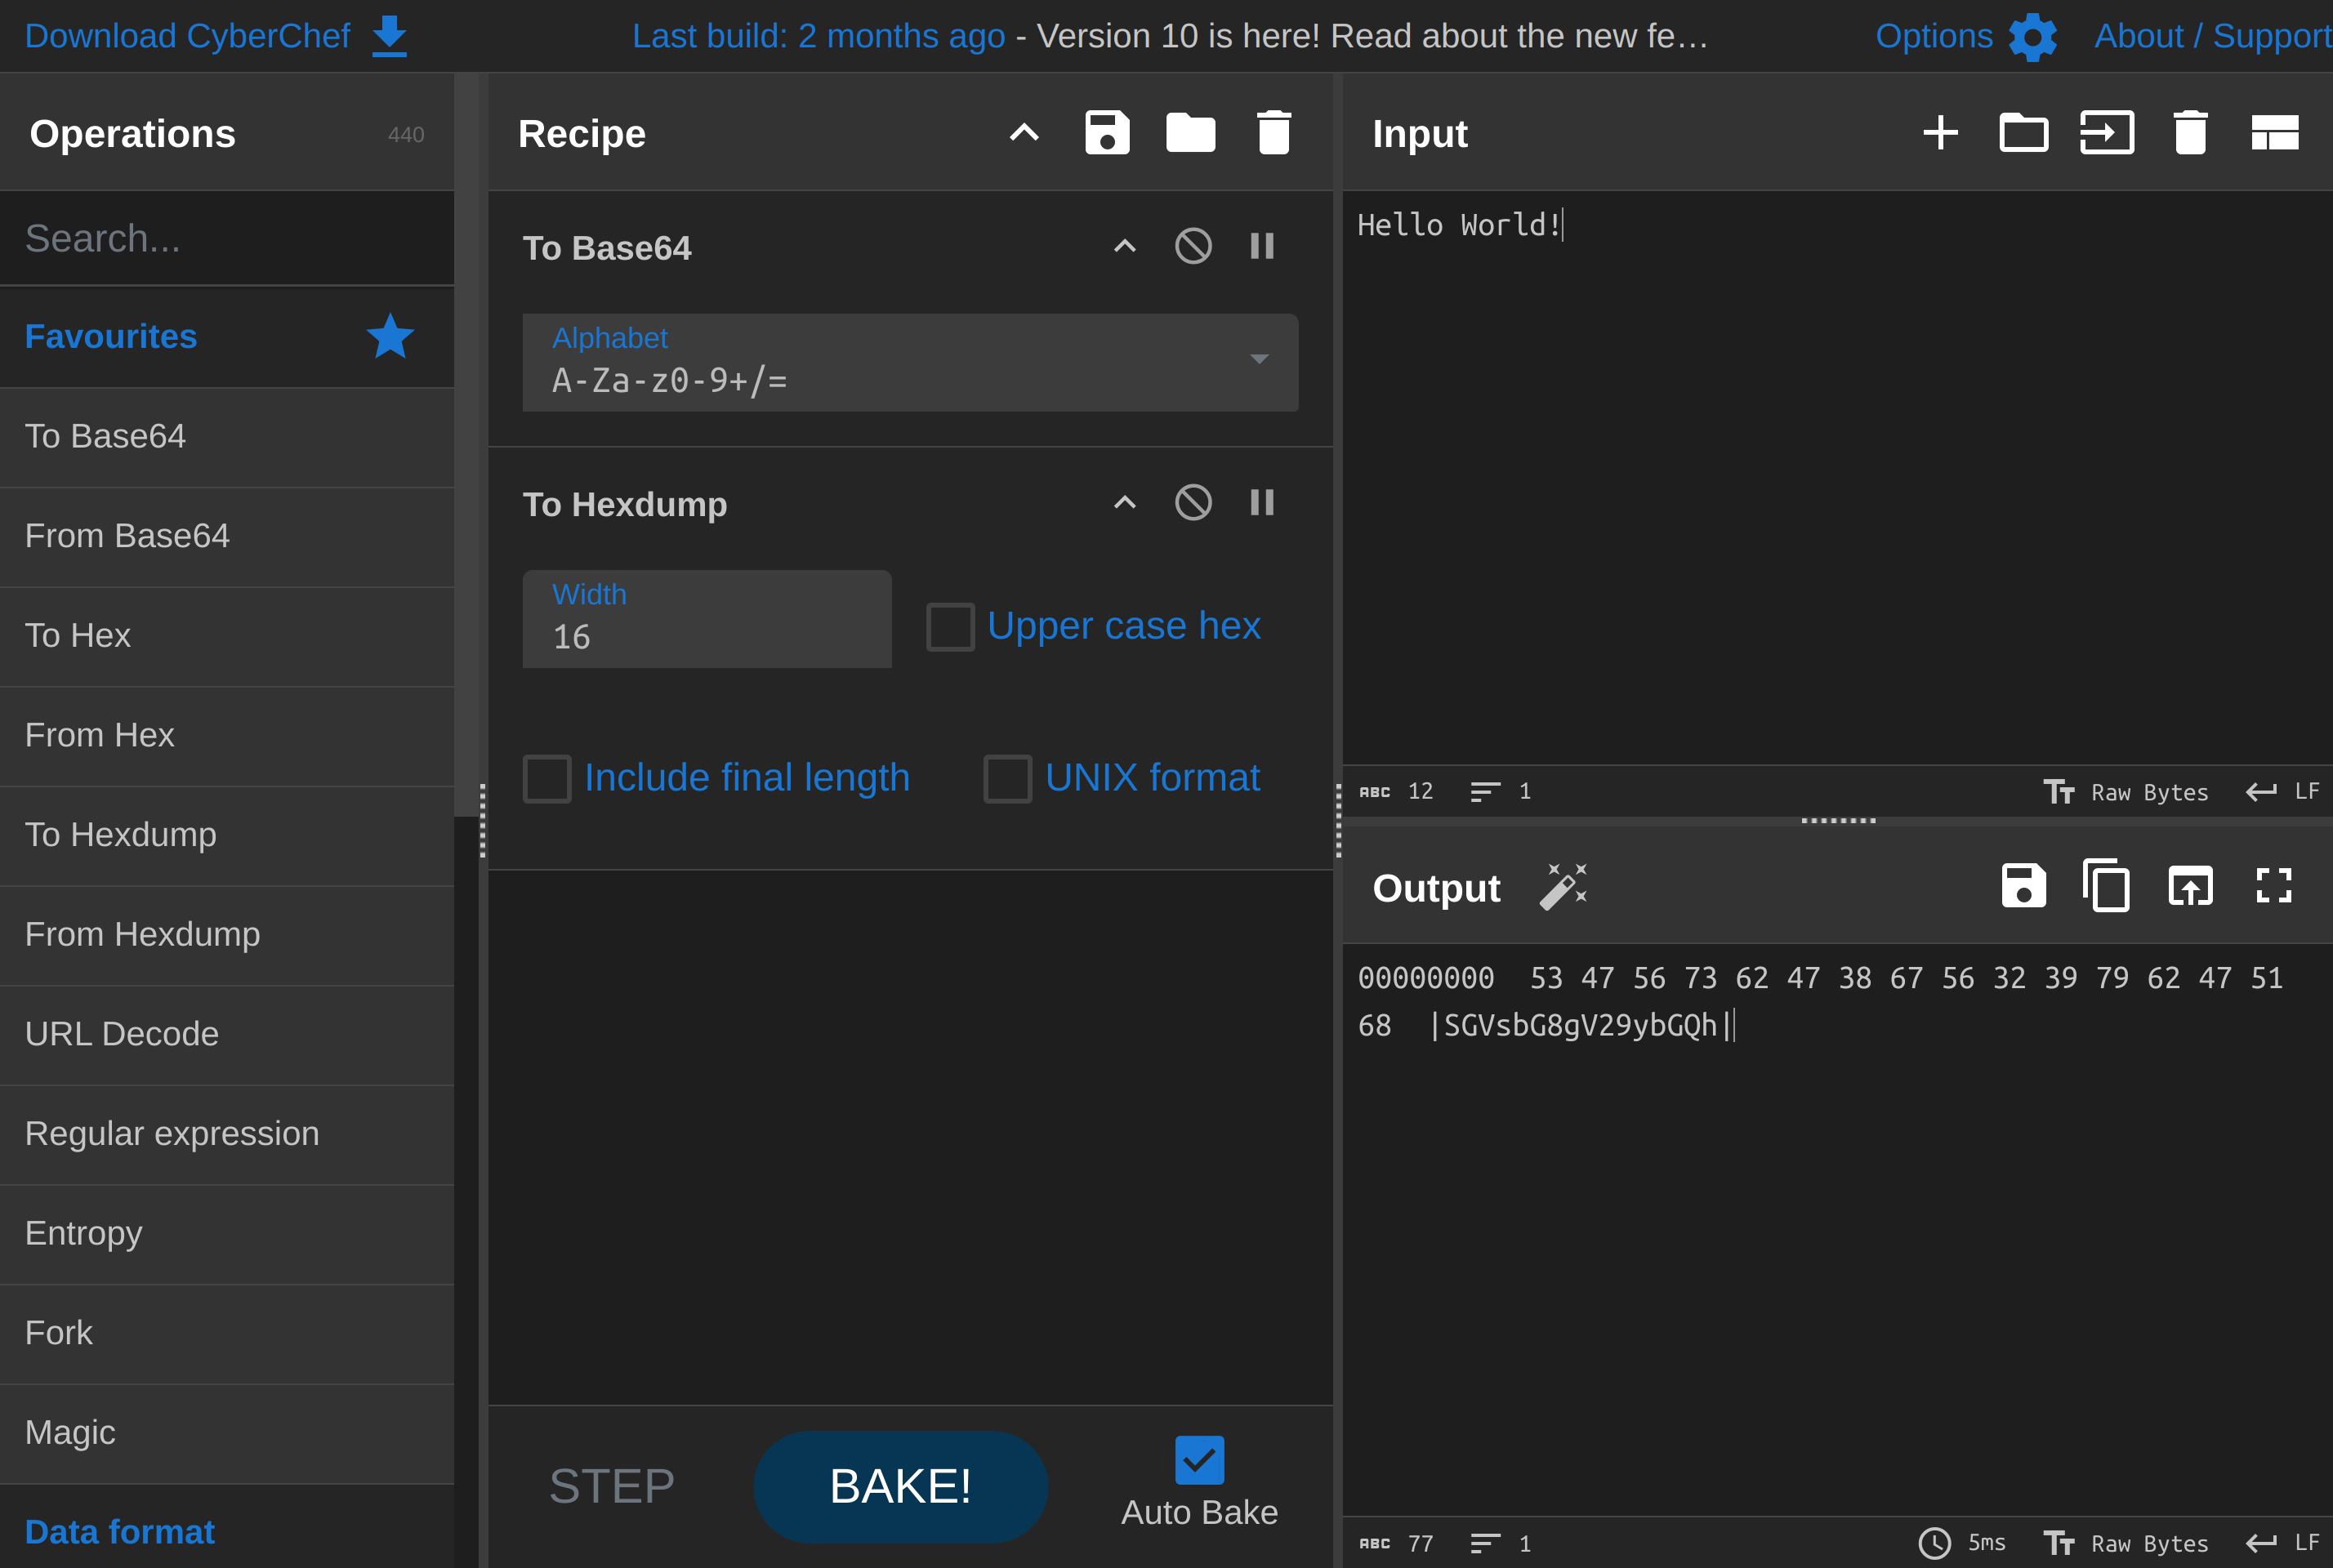 Download CyberChef
Last build: 2 months ago - Version 10 is here! Read about the new fe…
Options
About / Support
Operations
440
Search...
Favourites
To Base64
From Base64
To Hex
From Hex
To Hexdump
From Hexdump
URL Decode
Regular expression
Entropy
Fork
Magic
Data format
Recipe
To Base64
Alphabet
A-Za-z0-9+/=
To Hexdump
Width
16
Upper case hex
Include final length
UNIX format
STEP
BAKE!
Auto Bake
Input
Hello World!
ABC 12
1
Raw Bytes
LF
Output
00000000  53 47 56 73 62 47 38 67 56 32 39 79 62 47 51
68  |SGVsbG8gV29ybGQh|
ABC 77
1
5ms
Raw Bytes
LF